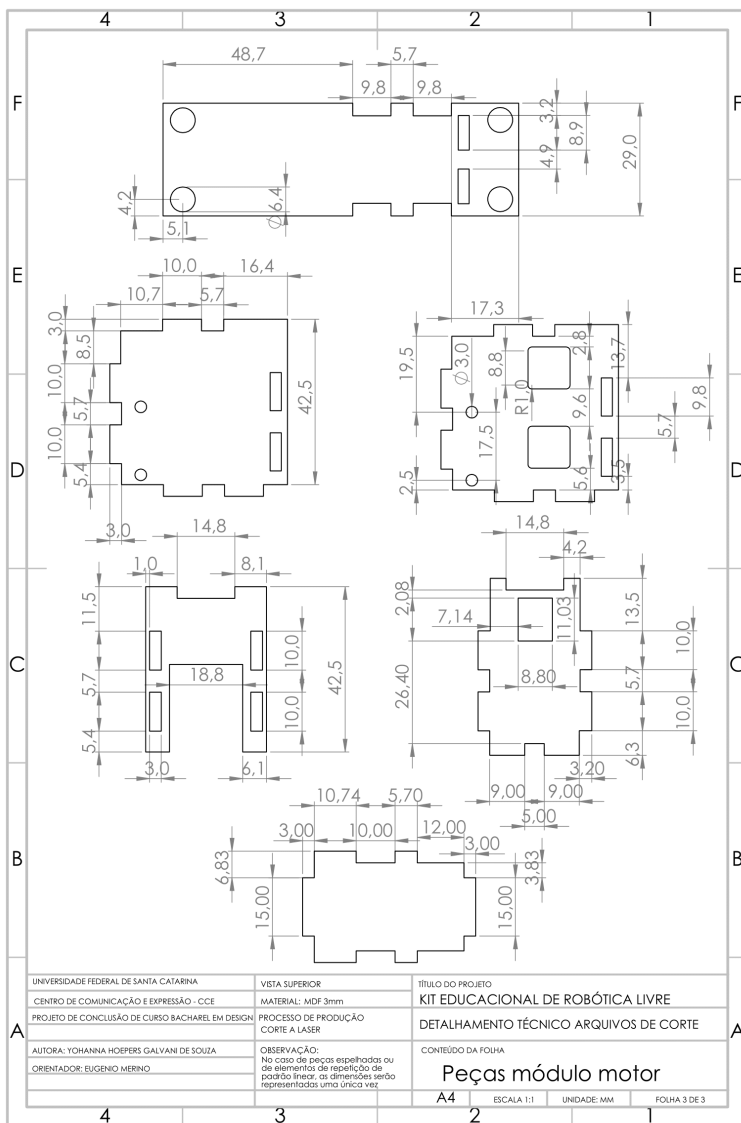 4 3 2 1
F F
48,7 5,7
9,8 9,8
3,2
8,9
4,9
29,0
4,2
5,1
∅6,4
E E
10,0 16,4
10,7 5,7
17,3
3,0
8,5
10,0
5,7
10,0
5,4
42,5
3,0
19,5
∅3,0
8,8
R1,0
2,8
13,7
9,6
9,8
5,7
17,5
2,5
5,6
3,5
D D
14,8
1,0 8,1
11,5
10,0
5,7
18,8
10,0
42,5
5,4
3,0 6,1
14,8
4,2
2,08
7,14
11,03
13,5
10,0
26,40
8,80
5,7
10,0
6,3
3,20
9,00 9,00
5,00
C C
10,74 5,70
3,00 10,00 12,00
3,00
6,83
3,83
15,00
15,00
B B
UNIVERSIDADE FEDERAL DE SANTA CATARINA
CENTRO DE COMUNICAÇÃO E EXPRESSÃO - CCE
PROJETO DE CONCLUSÃO DE CURSO BACHAREL EM DESIGN
AUTORA: YOHANNA HOEPERS GALVANI DE SOUZA
ORIENTADOR: EUGENIO MERINO
VISTA SUPERIOR
MATERIAL: MDF 3mm
PROCESSO DE PRODUÇÃO
CORTE A LASER
OBSERVAÇÃO:
No caso de peças espelhadas ou
de elementos de repetição de
padrão linear, as dimensões serão
representadas uma única vez
TÍTULO DO PROJETO
KIT EDUCACIONAL DE ROBÓTICA LIVRE
DETALHAMENTO TÉCNICO ARQUIVOS DE CORTE
CONTEÚDO DA FOLHA
Peças módulo motor
A4 ESCALA 1:1 UNIDADE: MM FOLHA 3 DE 3
A A
4 3 2 1